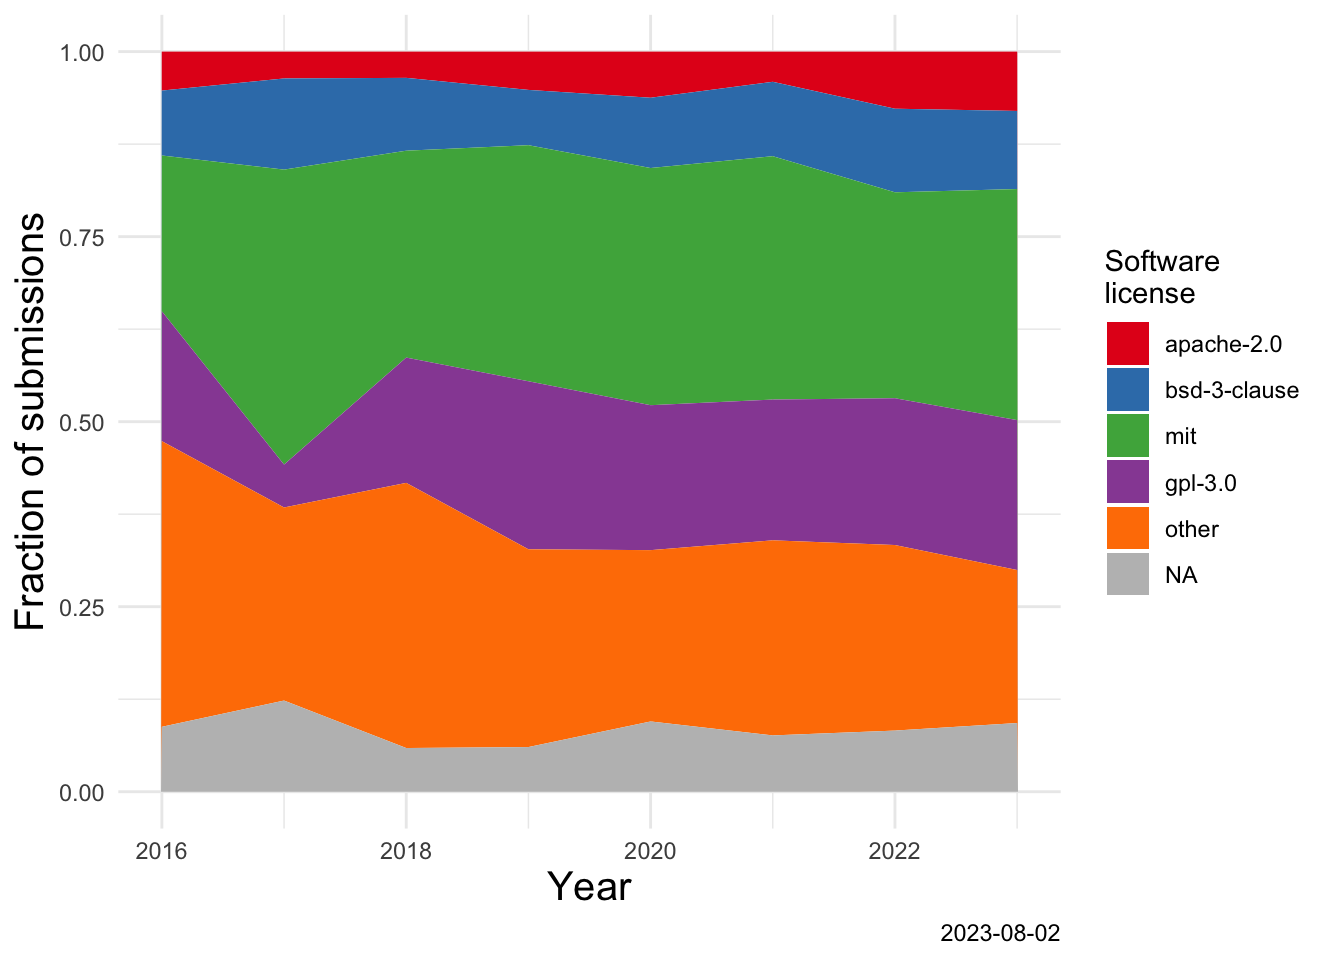 1.00
0.75
0.50
0.25
0.00
Fraction of submissions
2016
2018
2020
2022
Year
Software
license
apache-2.0
bsd-3-clause
mit
gpl-3.0
other
NA
2023-08-02